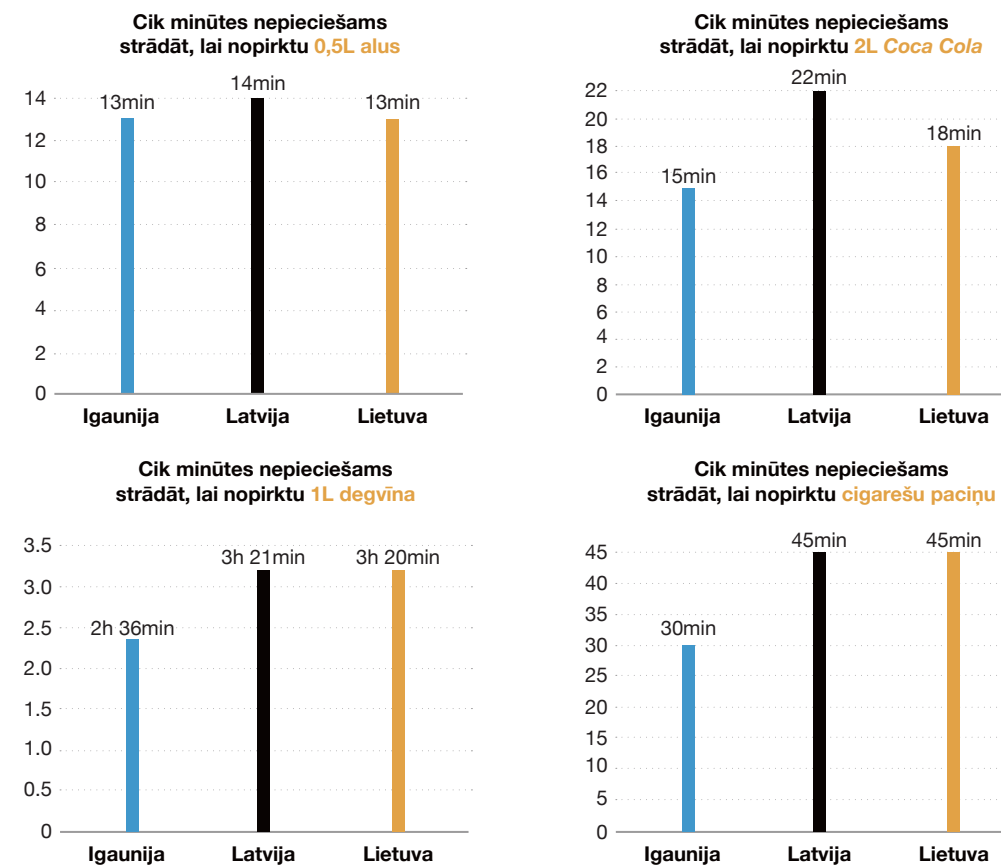 Cik minūtes nepieciešams
strādāt, lai nopirktu 0,5L alus
14
12
10
8
6
4
2
0
13min
14min
13min
Igaunija
Latvija
Lietuva
Cik minūtes nepieciešams
strādāt, lai nopirktu 2L Coca Cola
22
20
18
16
14
12
10
8
6
4
2
0
15min
22min
18min
Igaunija
Latvija
Lietuva
Cik minūtes nepieciešams
strādāt, lai nopirktu 1L degvīna
3.5
3.0
2.5
2.0
1.5
1.0
0.5
0
2h 36min
3h 21min
3h 20min
Igaunija
Latvija
Lietuva
Cik minūtes nepieciešams
strādāt, lai nopirktu cigarešu paciņu
45
40
35
30
25
20
15
10
5
0
30min
45min
45min
Igaunija
Latvija
Lietuva